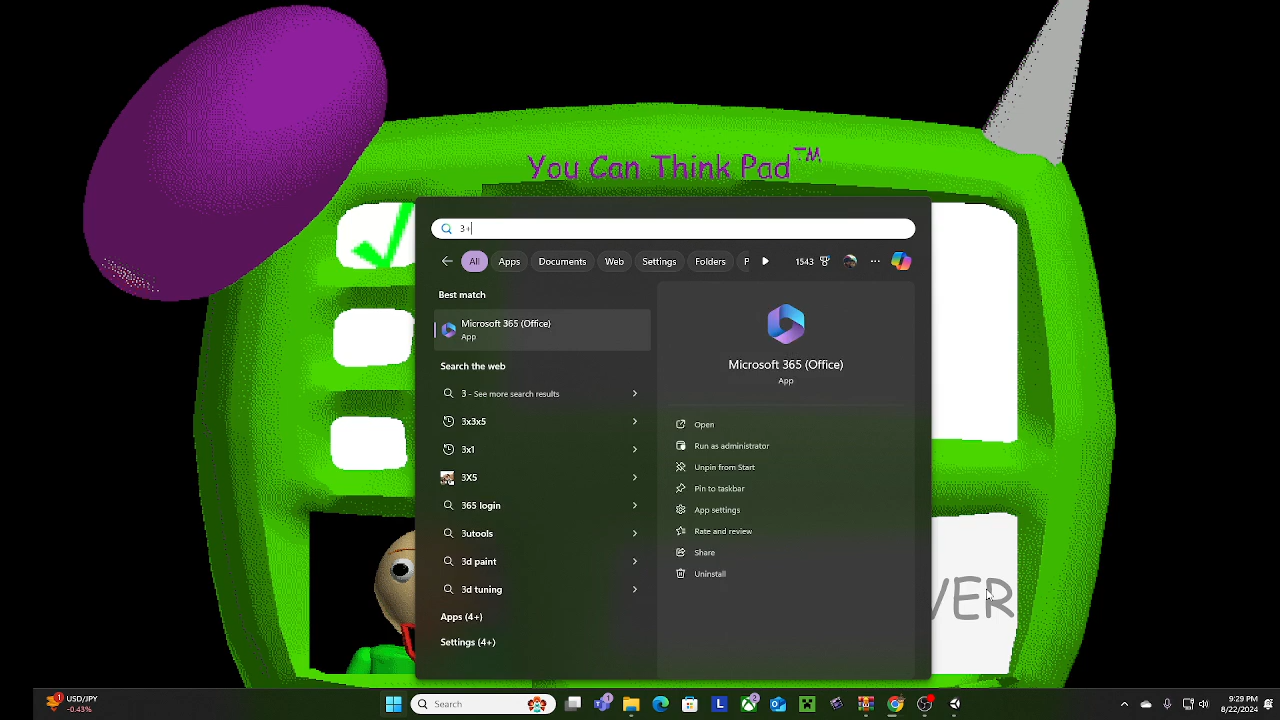 You Can Think Pad™
3+
All Apps Documents Web Settings Folders P 1543
Best match
Microsoft 365 (Office)
App
Search the web
3 - See more search results
3x3x5
3x1
3X5
365 login
3utools
3d paint
3d tuning
Apps (4+)
Settings (4+)
Microsoft 365 (Office)
App
Open
Run as administrator
Unpin from Start
Pin to taskbar
App settings
Rate and review
Share
Uninstall
VER
1 USD/JPY
-0.43%
Search
L
9:29 PM
8/22/2024